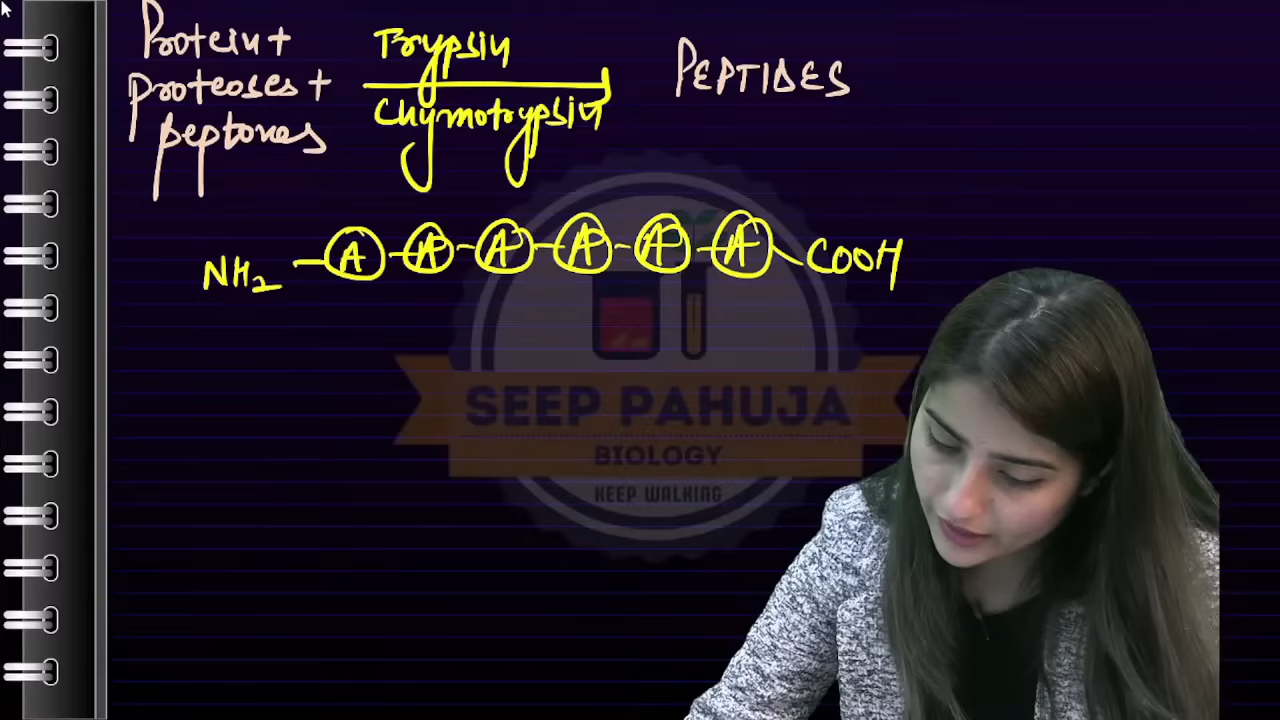 Protein +
proteoses +
peptones
Trypsin
Chymotrypsin
PEPTIDES
NH2 - A - A - A - A - A - A - COOH
SEEP PAHUJA
BIOLOGY
KEEP WALKING